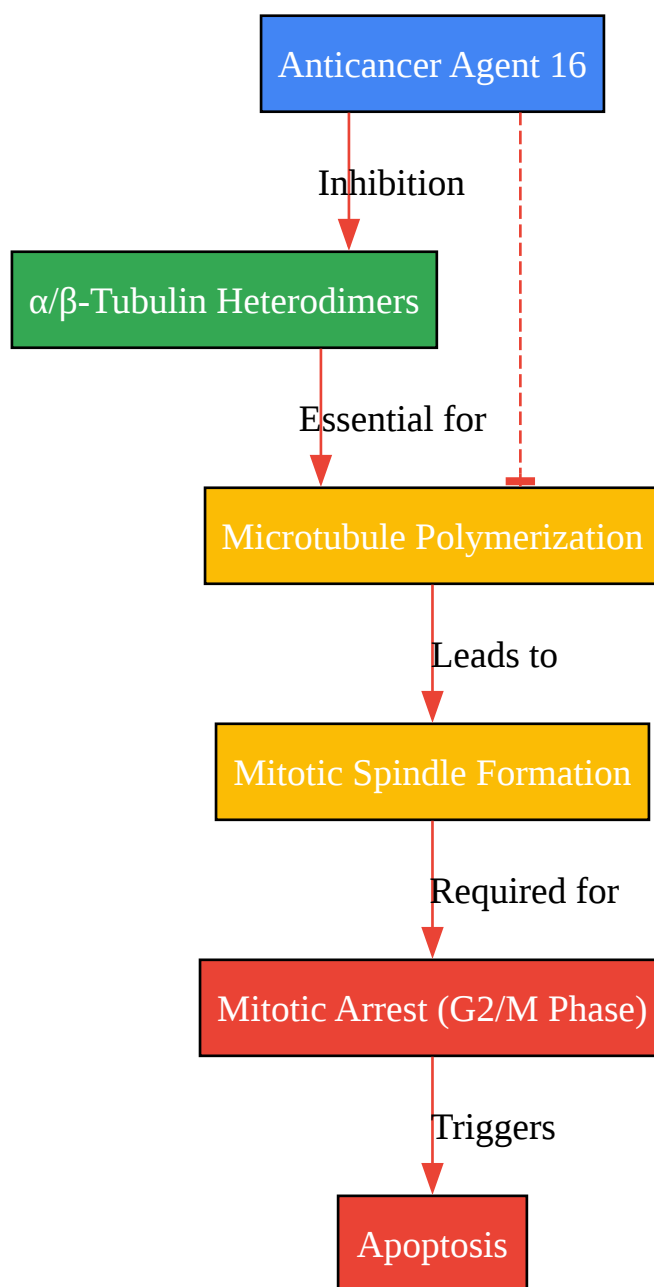 Anticancer Agent 16
Inhibition
α/β-Tubulin Heterodimers
Essential for
Microtubule Polymerization
Leads to
Mitotic Spindle Formation
Required for
Mitotic Arrest (G2/M Phase)
Triggers
Apoptosis